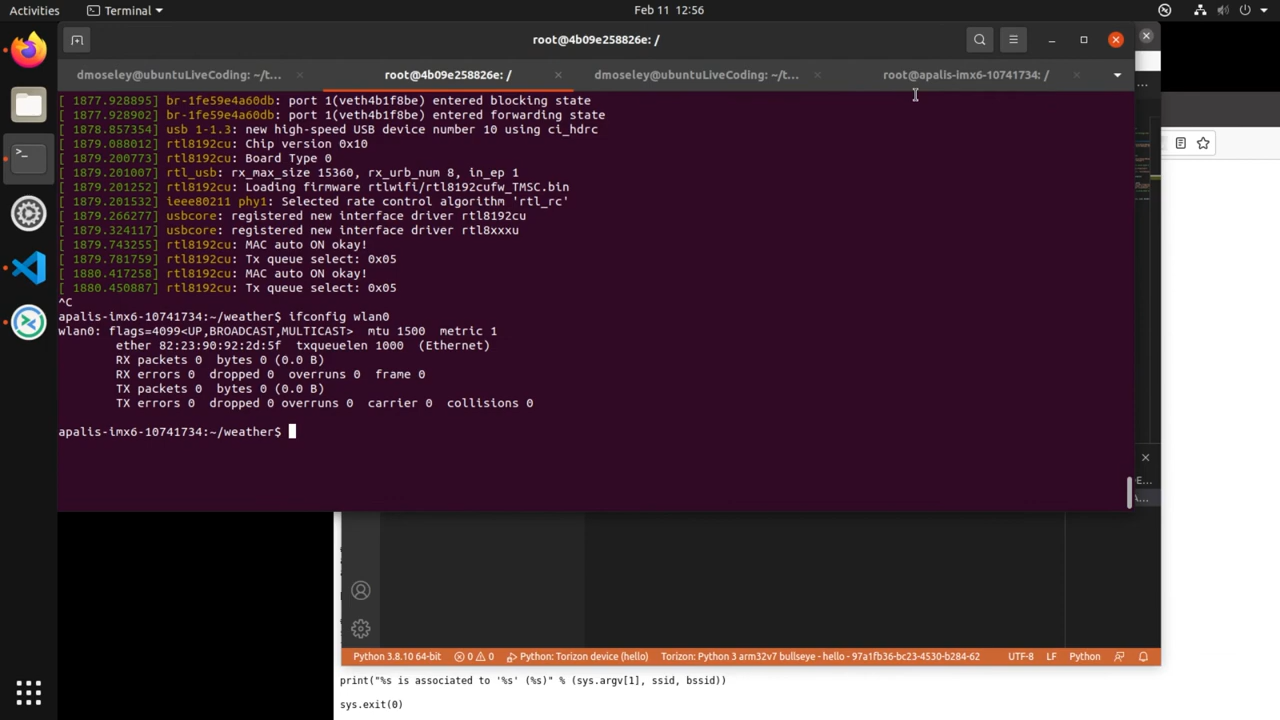 Activities
Terminal
Feb 11 12:56
root@4b09e258826e: /
dmoseley@ubuntuLiveCoding: ~/t...
root@4b09e258826e: /
dmoseley@ubuntuLiveCoding: ~/t...
root@apalis-imx6-10741734: /
[ 1877.928895] br-1fe59e4a60db: port 1(veth4b1f8be) entered blocking state
[ 1877.928902] br-1fe59e4a60db: port 1(veth4b1f8be) entered forwarding state
[ 1878.857354] usb 1-1.3: new high-speed USB device number 10 using ci_hdrc
[ 1879.088012] rtl8192cu: Chip version 0x10
[ 1879.200773] rtl8192cu: Board Type 0
[ 1879.201007] rtl_usb: rx_max_size 15360, rx_urb_num 8, in_ep 1
[ 1879.201252] rtl8192cu: Loading firmware rtlwifi/rtl8192cufw_TMSC.bin
[ 1879.201532] ieee80211 phy1: Selected rate control algorithm 'rtl_rc'
[ 1879.266277] usbcore: registered new interface driver rtl8192cu
[ 1879.324117] usbcore: registered new interface driver rtl8xxxu
[ 1879.743255] rtl8192cu: MAC auto ON okay!
[ 1879.781759] rtl8192cu: Tx queue select: 0x05
[ 1880.417258] rtl8192cu: MAC auto ON okay!
[ 1880.450887] rtl8192cu: Tx queue select: 0x05
^C
apalis-imx6-10741734:~/weather$ ifconfig wlan0
wlan0: flags=4099<UP,BROADCAST,MULTICAST>  mtu 1500  metric 1
ether 82:23:90:92:2d:5f  txqueuelen 1000  (Ethernet)
RX packets 0  bytes 0 (0.0 B)
RX errors 0  dropped 0  overruns 0  frame 0
TX packets 0  bytes 0 (0.0 B)
TX errors 0  dropped 0 overruns 0  carrier 0  collisions 0
apalis-imx6-10741734:~/weather$
E...
A...
Python 3.8.10 64-bit
0 0
Python: Torizon device (hello)
Torizon: Python 3 arm32v7 bullseye - hello - 97a1fb36-bc23-4530-b284-62
UTF-8
LF
Python
print("%s is associated to '%s' (%s)" % (sys.argv[1], ssid, bssid))
sys.exit(0)